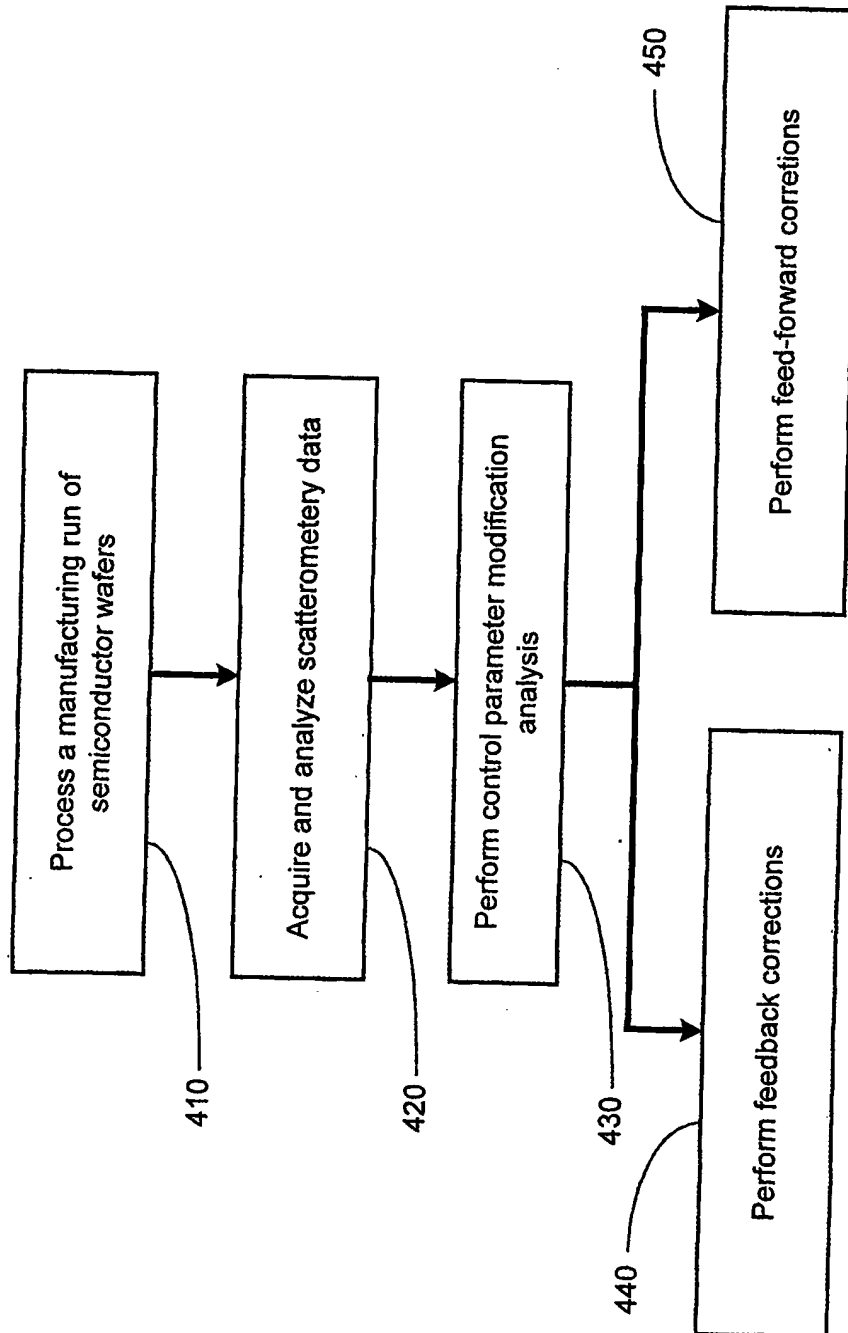 Process a manufacturing run of
semiconductor wafers
410
Acquire and analyze scatterometery data
420
Perform control parameter modification
analysis
430
Perform feedback corrections
440
Perform feed-forward corretions
450